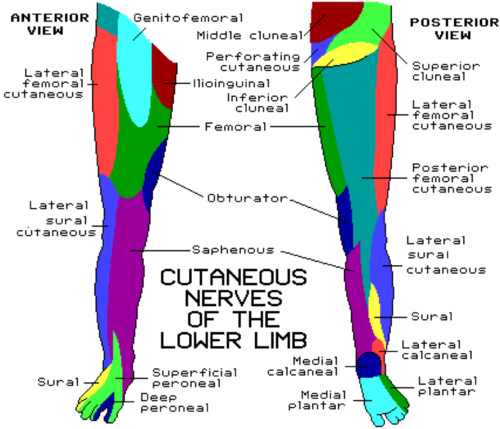 ANTERIOR
VIEW
Genitofemoral
Lateral
femoral
cutaneous
Ilioinguinal
Femoral
Obturator
Lateral
sural
cutaneous
Saphenous
CUTANEOUS
NERVES
OF THE
LOWER LIMB
Sural
Superficial
peroneal
Deep
peroneal
POSTERIOR
VIEW
Middle cluneal
Perforating
cutaneous
Inferior
cluneal
Superior
cluneal
Lateral
femoral
cutaneous
Posterior
femoral
cutaneous
Lateral
sural
cutaneous
Sural
Lateral
calcaneal
Medial
calcaneal
Medial
plantar
Lateral
plantar